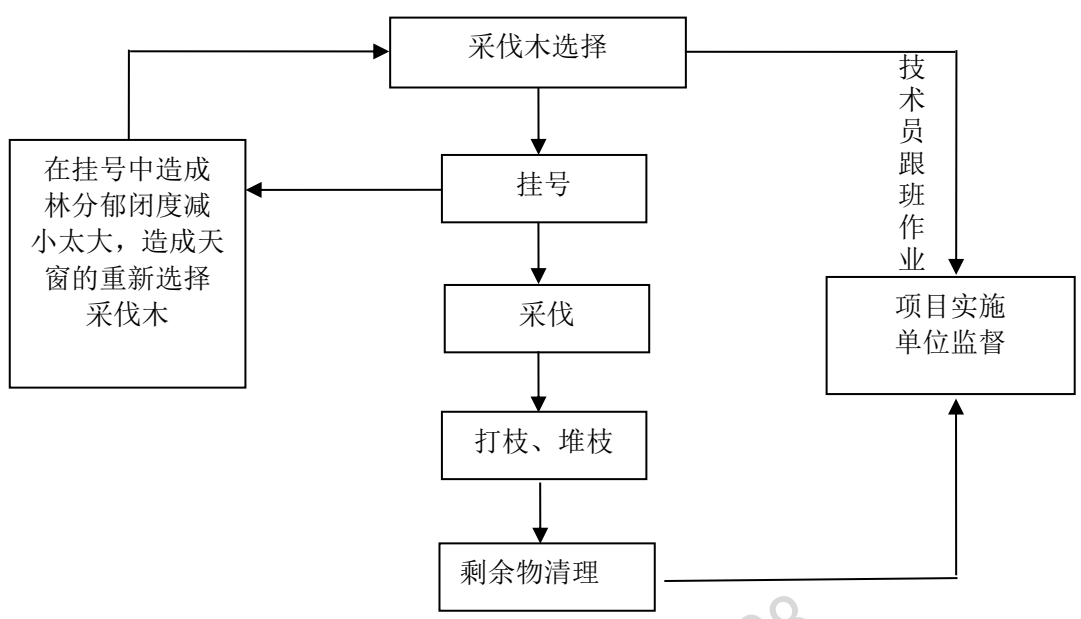 采伐木选择
技术员跟班作业
在挂号中造成
林分郁闭度减
小太大，造成天
窗的重新选择
采伐木
挂号
采伐
项目实施
单位监督
打枝、堆枝
剩余物清理